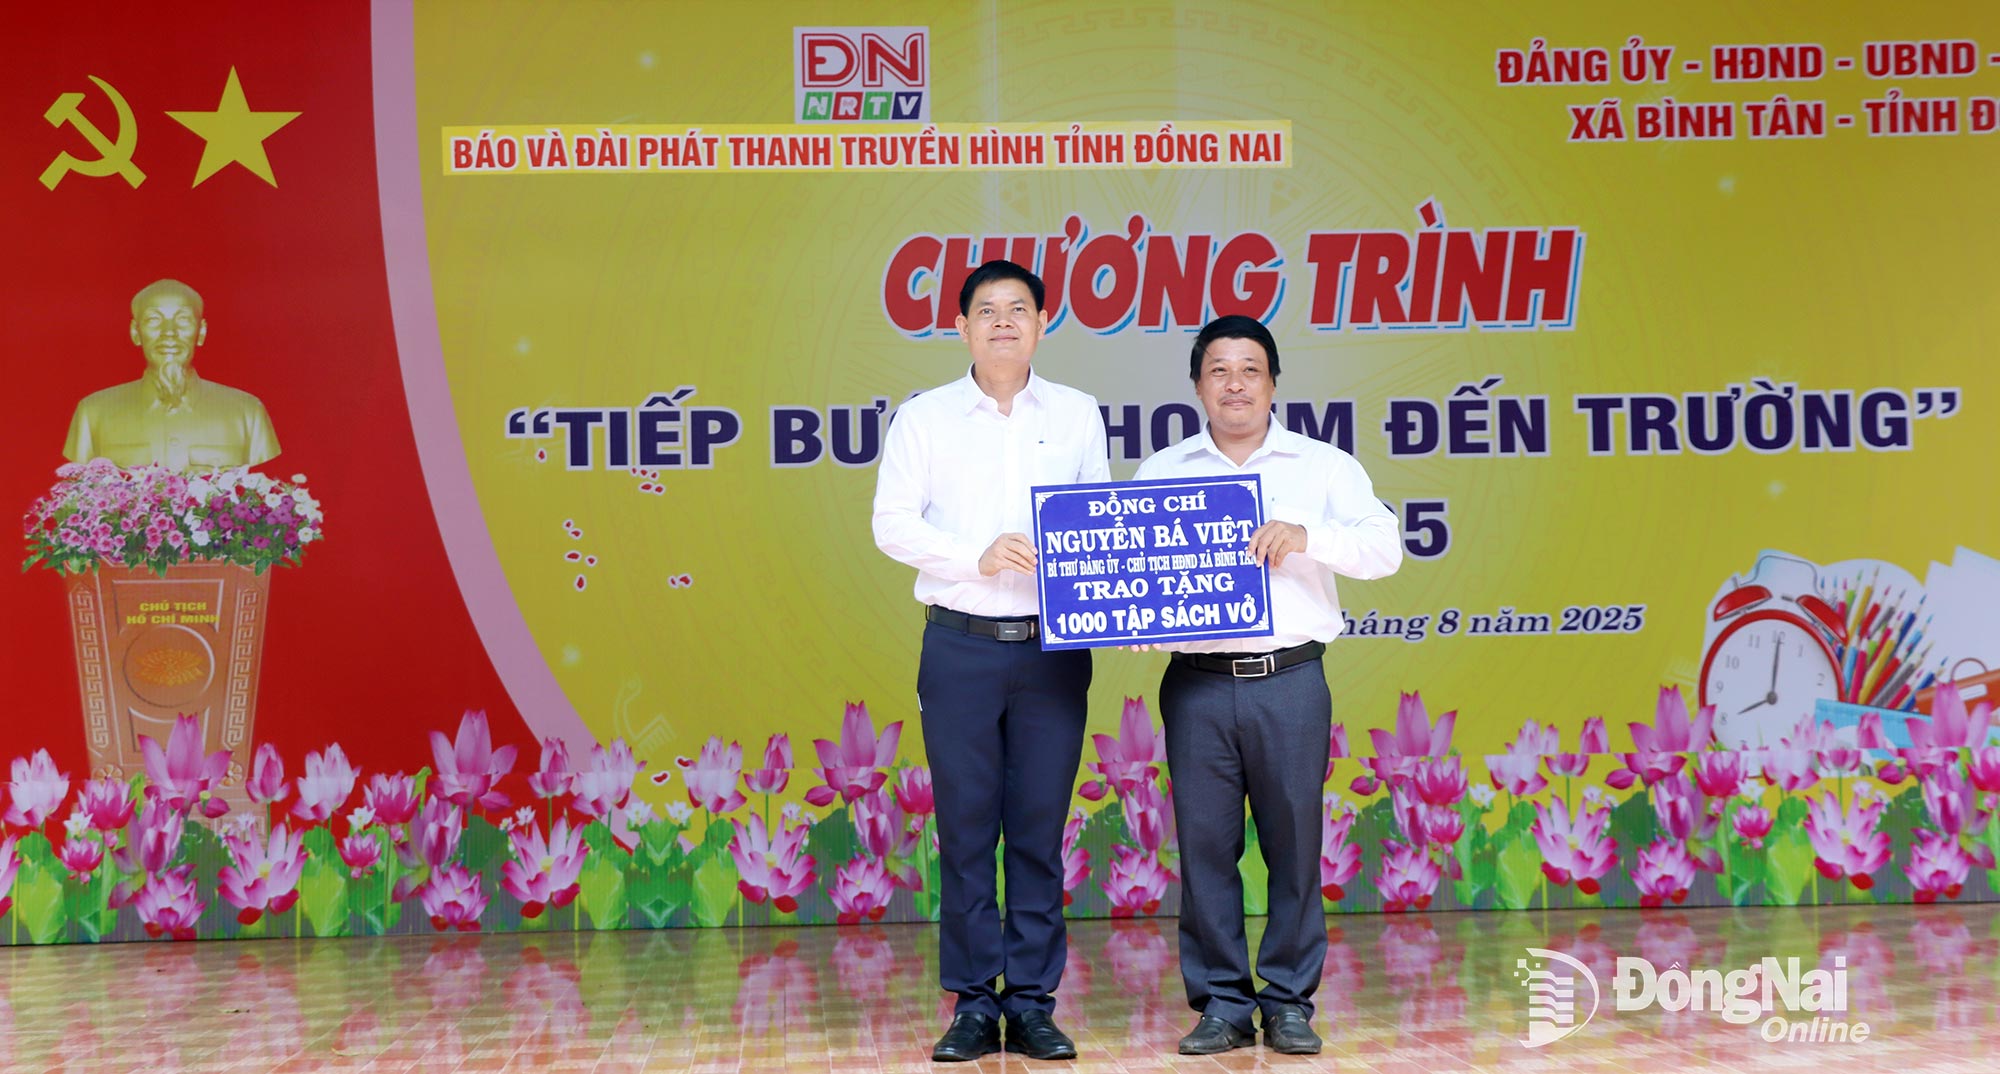 ĐN
NRTV
BÁO VÀ ĐÀI PHÁT THANH TRUYỀN HÌNH TỈNH ĐỒNG NAI
ĐẢNG ỦY - HĐND - UBND -
XÃ BÌNH TÂN - TỈNH
CHƯƠNG TRÌNH
“TIẾP ĐẾN TRƯỜNG”
ĐỒNG CHÍ
NGUYỄN BÁ VIỆT
BÍ THƯ ĐẢNG ỦY - CHỦ TỊCH HĐND XÃ BÌNH TÂN
TRAO TẶNG
1000 TẬP SÁCH VỞ
tháng 8 năm 2025
CHỦ TỊCH
HỒ CHÍ MINH
ĐồngNai
Online